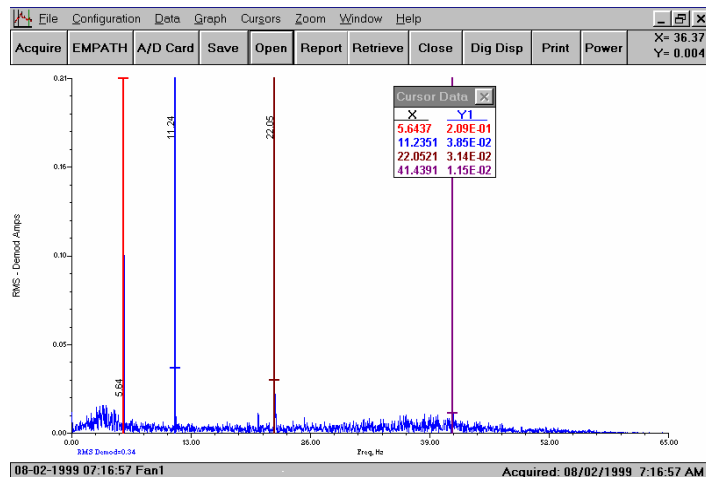 File Configuration Data Graph Cursors Zoom Window Help
Acquire EMPATH A/D Card Save Open Report Retrieve Close Dig Disp Print Power
X= 36.37
Y= 0.004
Cursor Data
X Y1
5.6437 2.09E-01
11.2351 3.85E-02
22.0521 3.14E-02
41.4391 1.15E-02
RMS - Demod Amps
0.21
0.16
0.10
0.05
0.00
5.64
11.24
22.05
0.00 13.00 26.00 39.00 52.00 65.00
RMS Demod=0.34
Freq, Hz
08-02-1999 07:16:57 Fan1
Acquired: 08/02/1999 7:16:57 AM